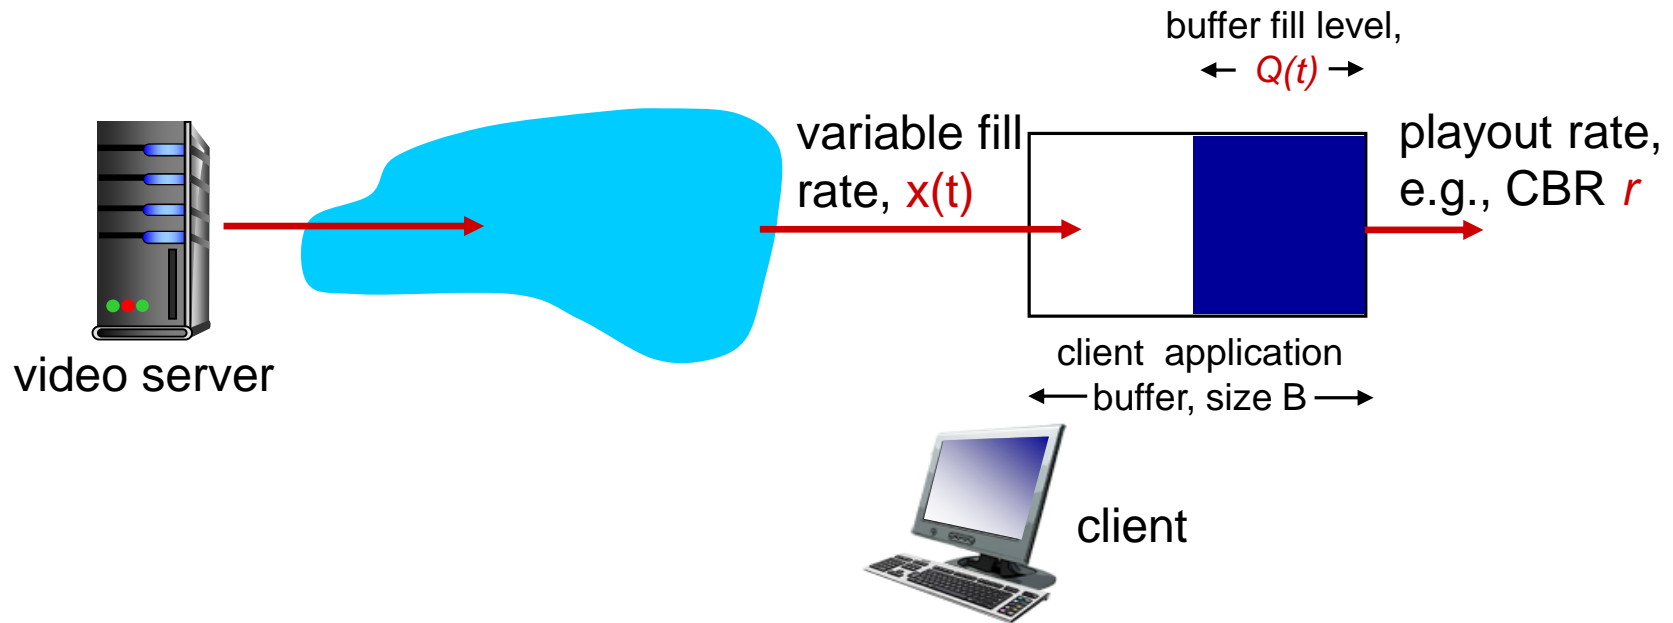 buffer fill level,
Q(t)
variable fill
rate, x(t)
playout rate,
e.g., CBR r
video server
client application
buffer, size B
client